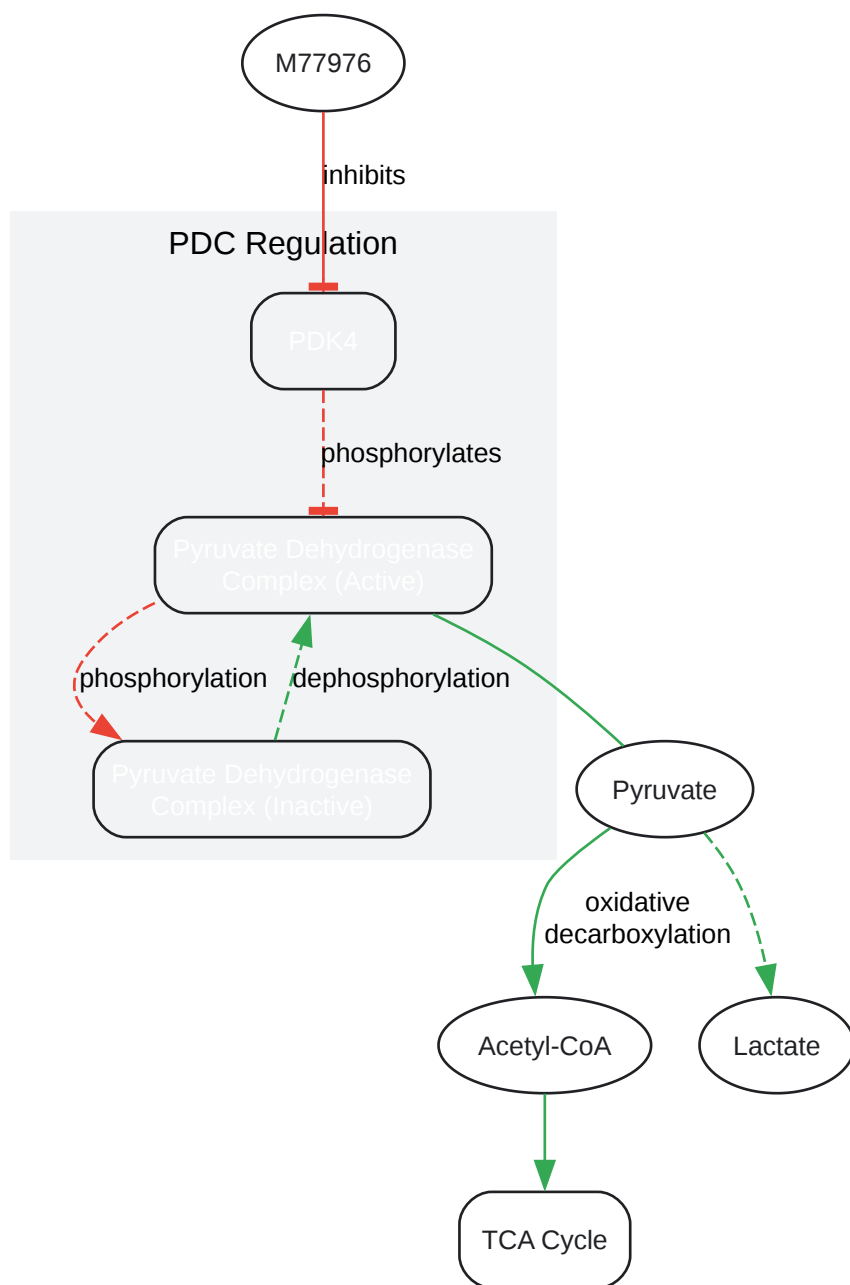 M77976
inhibits
PDC Regulation
PDK4
phosphorylates
Pyruvate Dehydrogenase
Complex (Active)
phosphorylation
dephosphorylation
Pyruvate Dehydrogenase
Complex (Inactive)
Pyruvate
oxidative
decarboxylation
Acetyl-CoA
Lactate
TCA Cycle